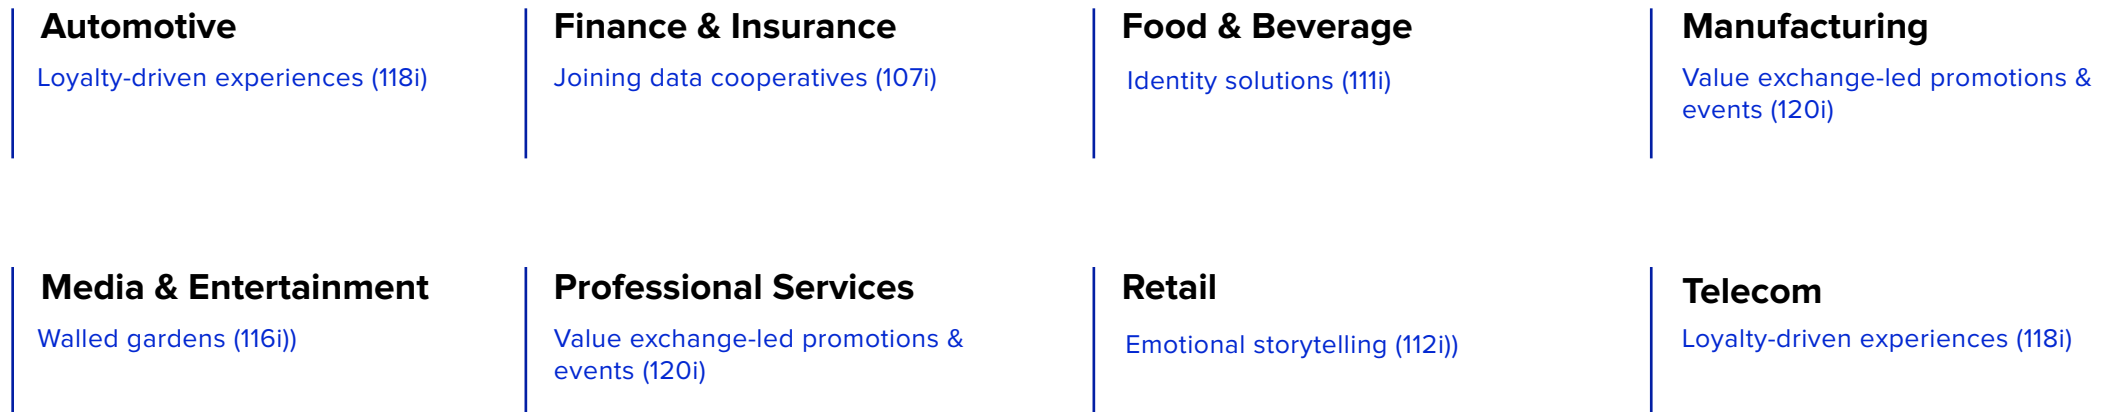 Automotive
Loyalty-driven experiences (118i)
Finance & Insurance
Joining data cooperatives (107i)
Food & Beverage
Identity solutions (111i)
Manufacturing
Value exchange-led promotions &
events (120i)
Media & Entertainment
Walled gardens (116i))
Professional Services
Value exchange-led promotions &
events (120i)
Retail
Emotional storytelling (112i))
Telecom
Loyalty-driven experiences (118i)